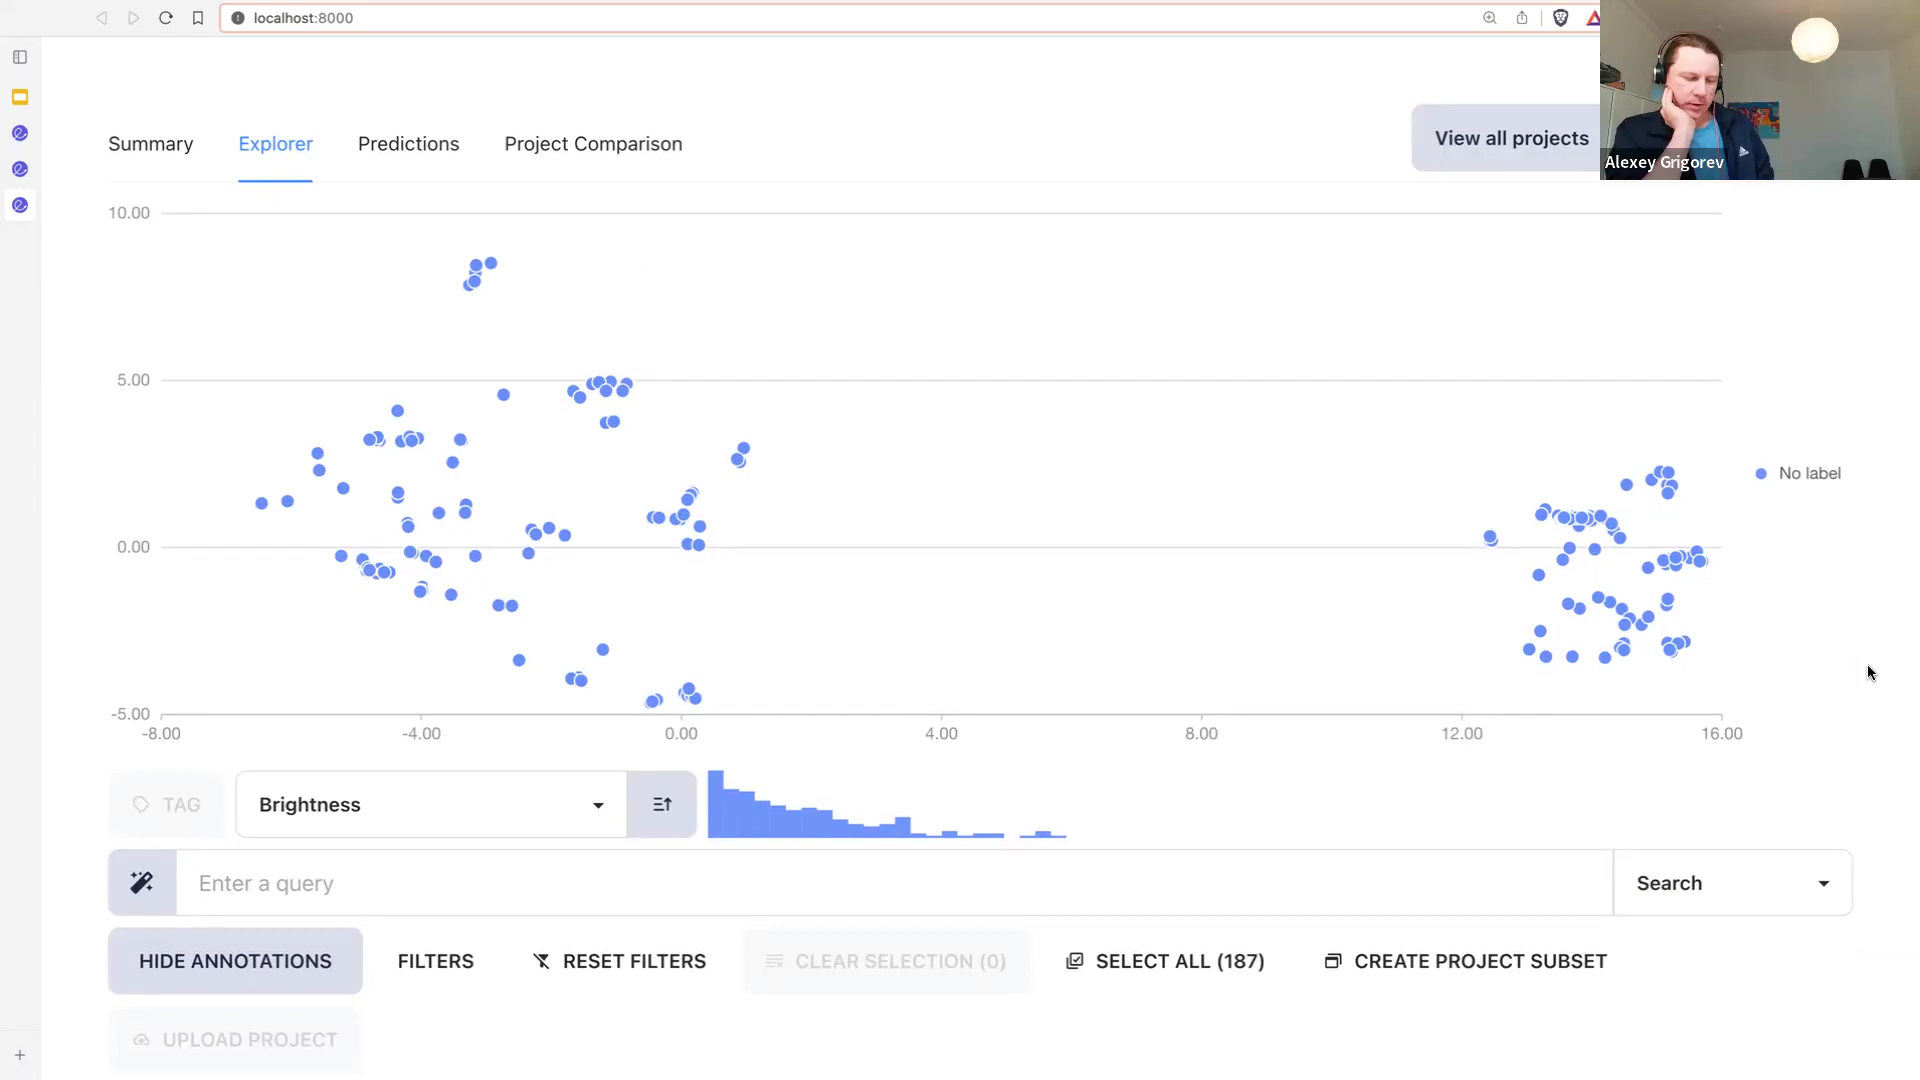 localhost:8000
Summary
Explorer
Predictions
Project Comparison
View all projects
Alexey Grigorev
10.00
5.00
0.00
-5.00
-8.00
-4.00
0.00
4.00
8.00
12.00
16.00
No label
TAG
Brightness
Enter a query
Search
HIDE ANNOTATIONS
FILTERS
RESET FILTERS
CLEAR SELECTION (0)
SELECT ALL (187)
CREATE PROJECT SUBSET
UPLOAD PROJECT